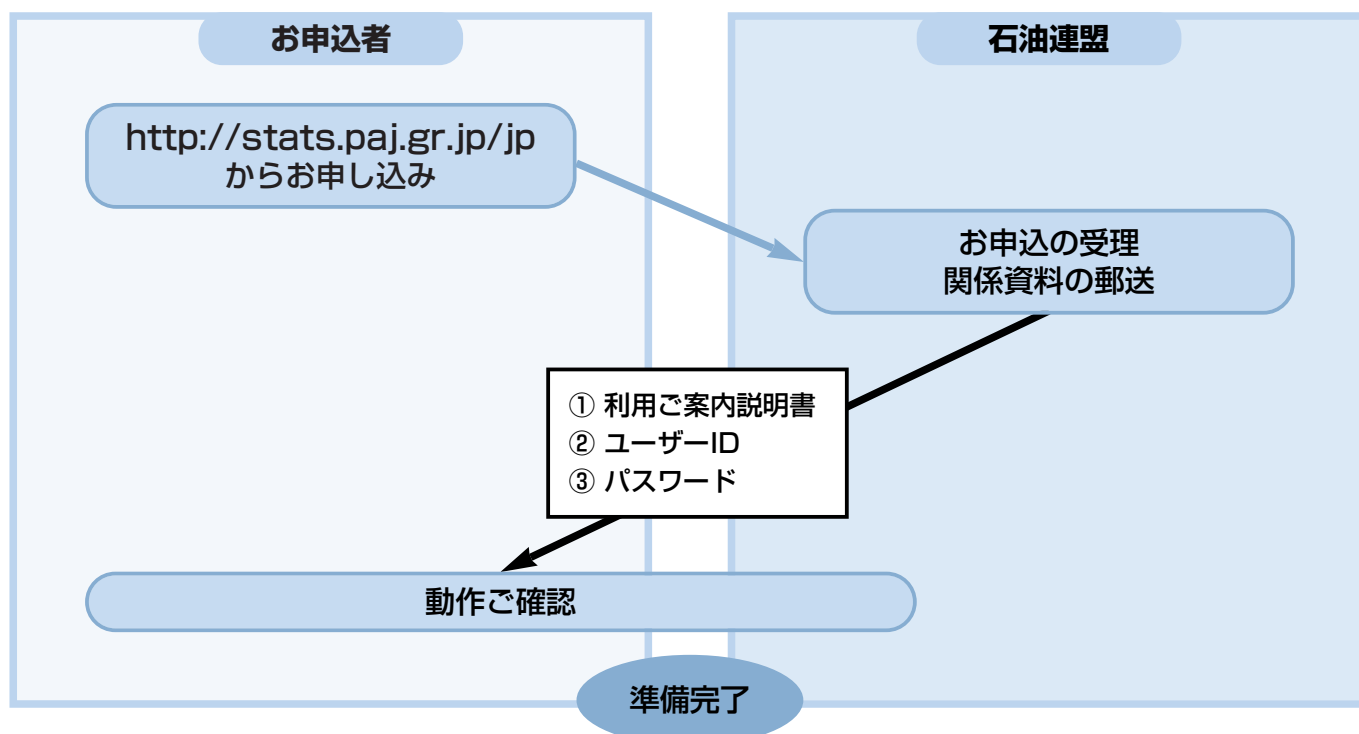 お申込者
石油連盟
http://stats.paj.gr.jp/jp
からお申し込み
お申込の受理
関係資料の郵送
① 利用ご案内説明書
② ユーザーID
③ パスワード
動作ご確認
準備完了